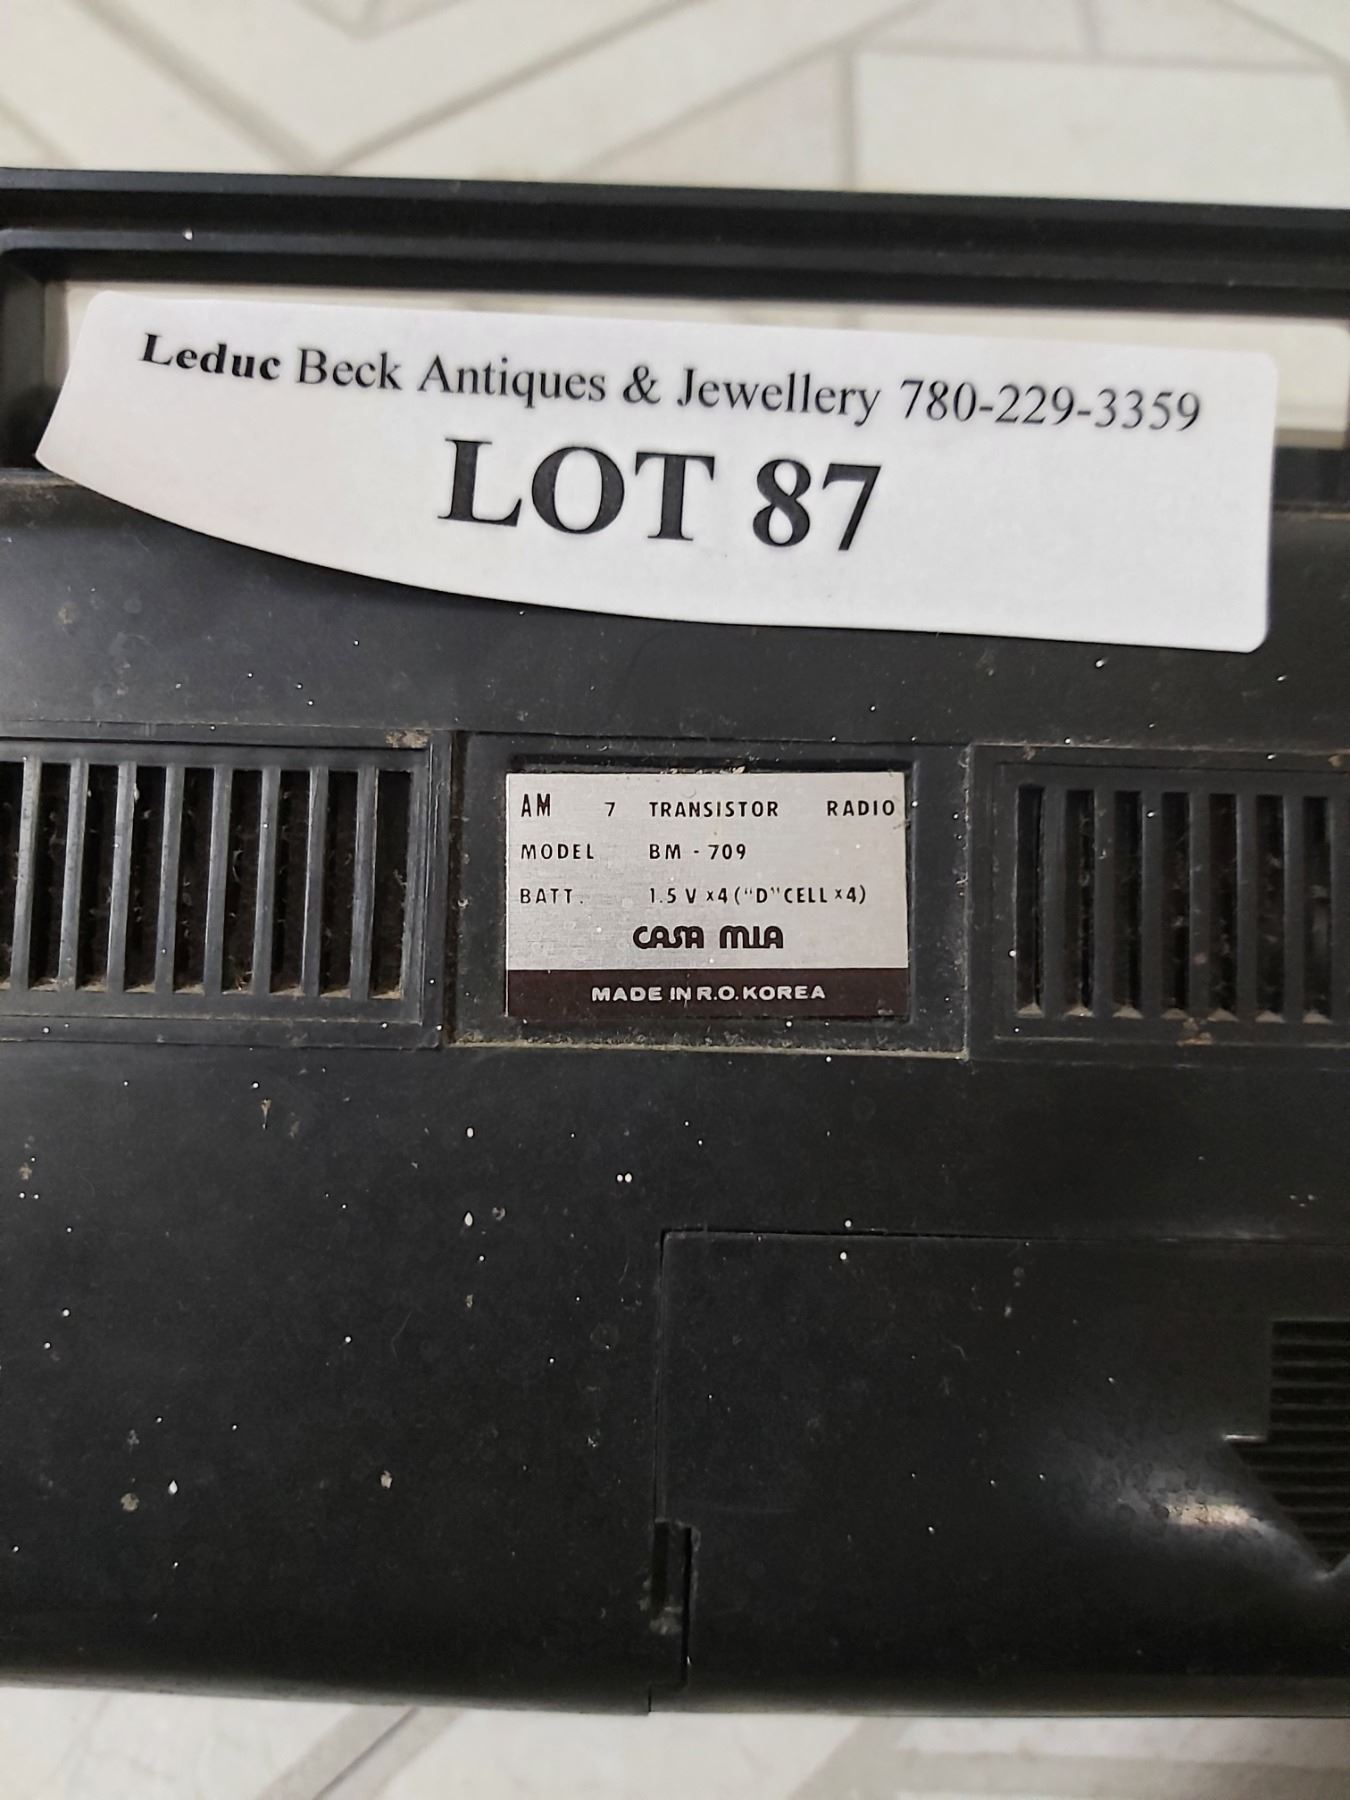 Leduc Beck Antiques & Jewellery 780-229-3359
LOT 87
AM 7 TRANSISTOR RADIO
MODEL BM - 709
BATT. 1.5 V x4 ("D" CELL x4)
CASA MIA
MADE IN R.O. KOREA